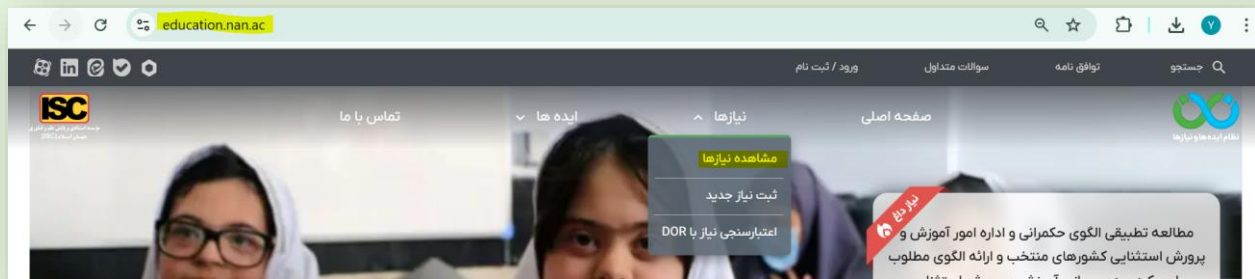 education.nan.ac
Y
جستجو
توافق نامه
سوالات متداول
ورود / ثبت نام
نظام ایده‌ها و نیازها
صفحه اصلی
نیازها
ایده ها
تماس با ما
ISC
مشاهده نیازها
ثبت نیاز جدید
اعتبارسنجی نیاز با DOR
نیاز داغ
مطالعه تطبیقی الگوی حکمرانی و اداره امور آموزش و
پرورش استثنایی کشورهای منتخب و ارائه الگوی مطلوب